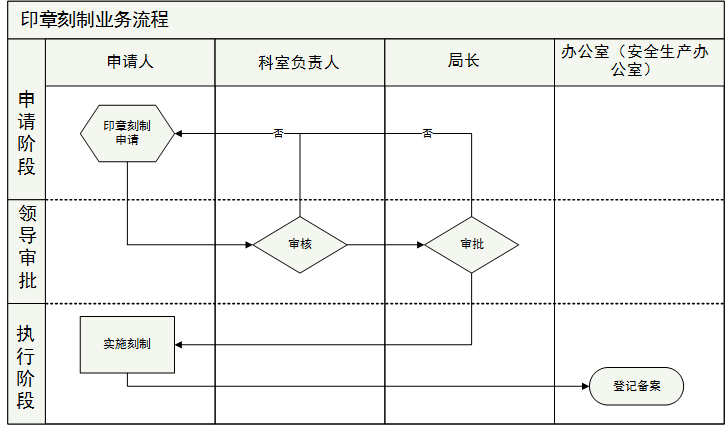 印章刻制业务流程
申请人
科室负责人
局长
办公室（安全生产办
公室）
申请阶段
印章刻制
申请
否
否
领导审批
审核
审批
执行阶段
实施刻制
登记备案